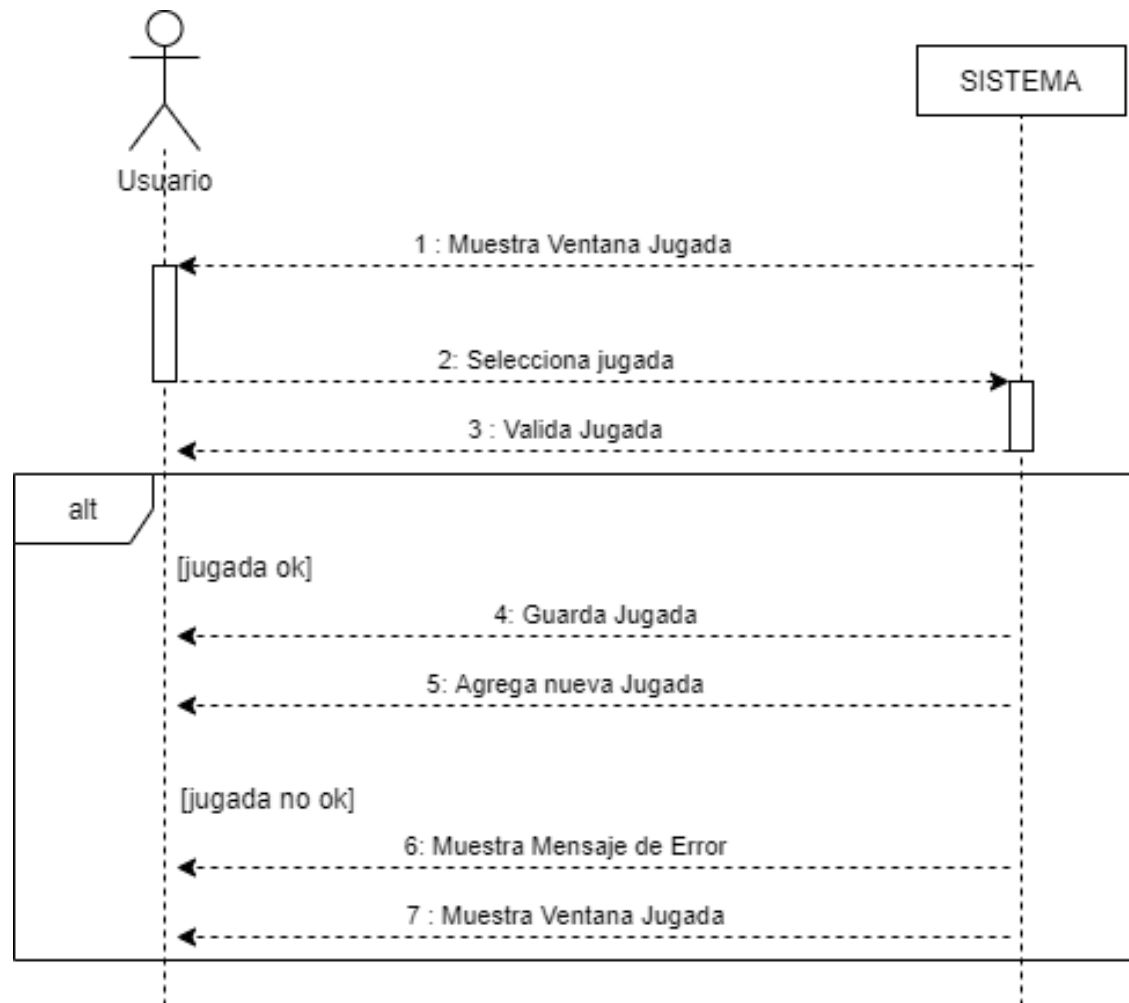 SISTEMA
Usuario
1 : Muestra Ventana Jugada
2: Selecciona jugada
3 : Valida Jugada
alt
[jugada ok]
4: Guarda Jugada
5: Agrega nueva Jugada
[jugada no ok]
6: Muestra Mensaje de Error
7 : Muestra Ventana Jugada